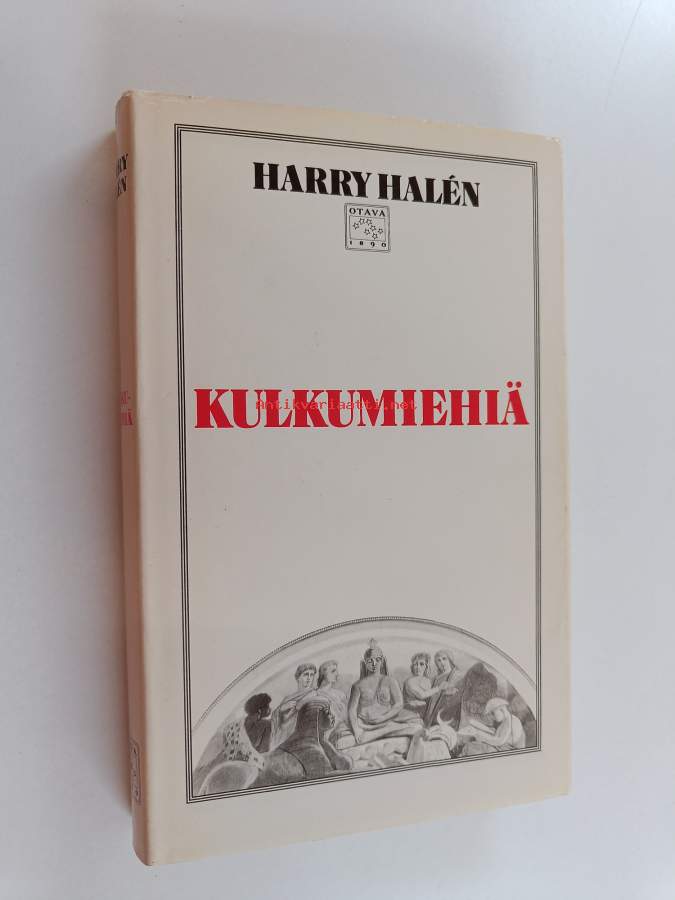 HARRY HALÉN
OTAVA
1890
KULKUMIEHIÄ
antikvariaatti.net